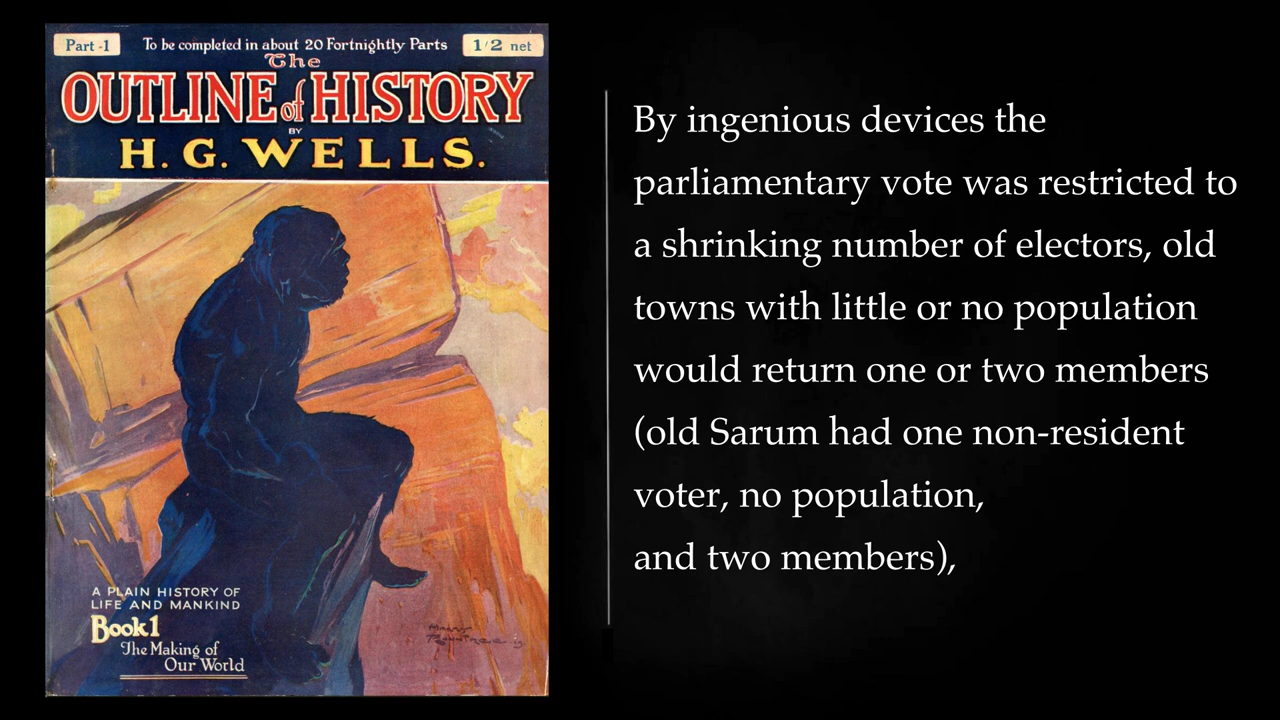 Part -1
To be completed in about 20 Fortnightly Parts
1/2 net
The
OUTLINE of HISTORY
BY
H. G. WELLS.
A PLAIN HISTORY OF
LIFE AND MANKIND
Book 1
The Making of
Our World
By ingenious devices the
parliamentary vote was restricted to
a shrinking number of electors, old
towns with little or no population
would return one or two members
(old Sarum had one non-resident
voter, no population,
and two members),